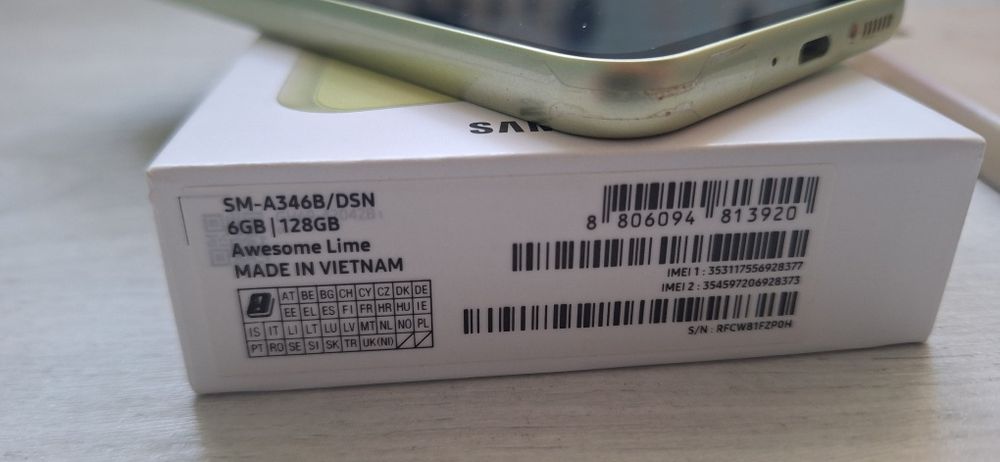 SM-A346B/DSN
6GB | 128GB
Awesome Lime
MADE IN VIETNAM
AT BE BG CH CY CZ DK DE
EE EL ES FI FR HR HU IE
IS IT LI LT LU LV MT NL NO PL
PT RO SE SI SK TR UK(NI)
8 806094 813920
IMEI 1 : 353117556928377
IMEI 2 : 354597206928373
S/N : RFCW81FZP0H